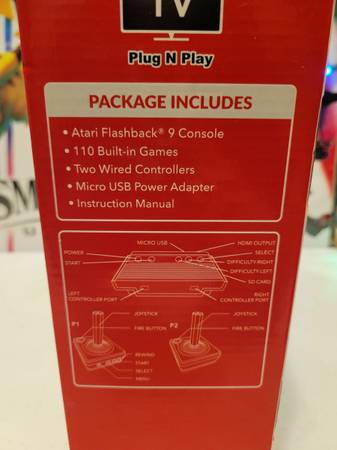 TV
Plug N Play
PACKAGE INCLUDES
• Atari Flashback® 9 Console
• 110 Built-in Games
• Two Wired Controllers
• Micro USB Power Adapter
• Instruction Manual
MICRO USB
HDMI OUTPUT
POWER
SELECT
START
DIFFICULTY-RIGHT
DIFFICULTY-LEFT
SD CARD
LEFT
CONTROLLER PORT
RIGHT
CONTROLLER PORT
P1
JOYSTICK
FIRE BUTTON
P2
JOYSTICK
FIRE BUTTON
REWIND
START
SELECT
MENU
SM